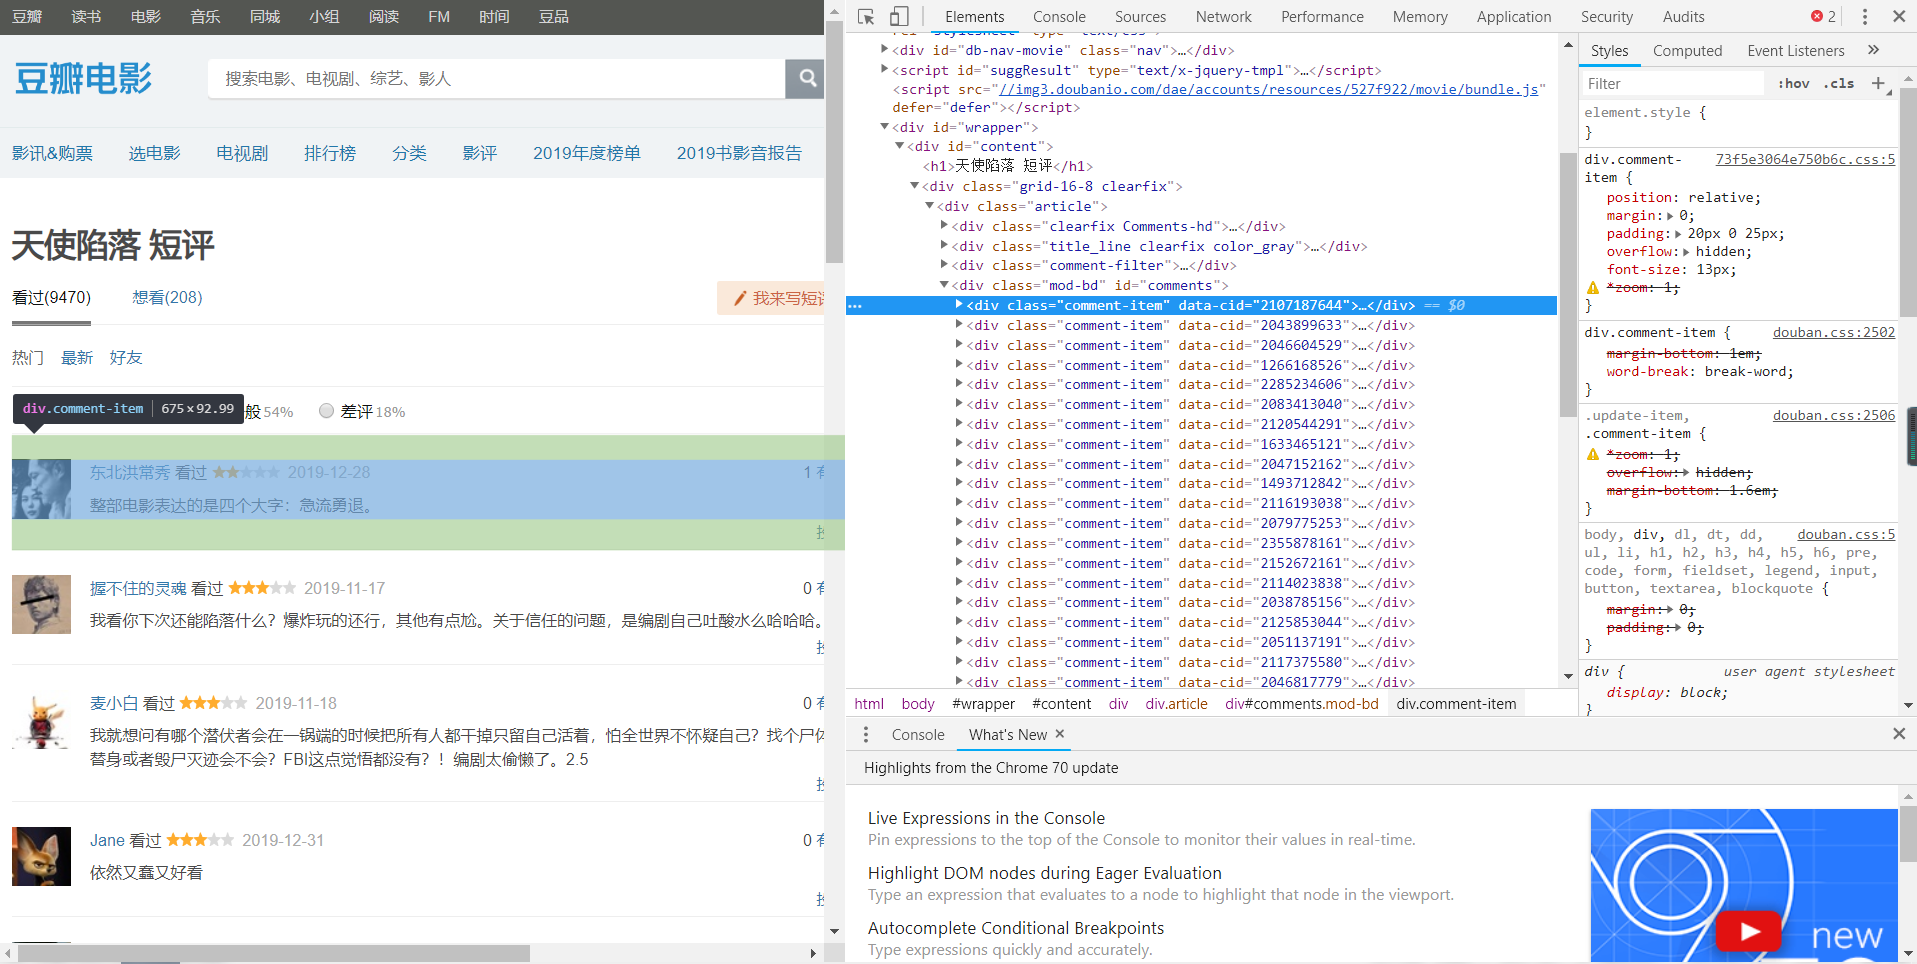 豆瓣 读书 电影 音乐 同城 小组 阅读 FM 时间 豆品
豆瓣电影
搜索电影、电视剧、综艺、影人
影讯&购票 选电影 电视剧 排行榜 分类 影评 2019年度榜单 2019书影音报告
天使陷落 短评
看过(9470) 想看(208)
我来写短评
热门 最新 好友
div.comment-item 675×92.99
般 54% 差评 18%
东北洪常秀 看过 2019-12-28 1 有
整部电影表达的是四个大字：急流勇退。
投
握不住的灵魂 看过 2019-11-17 0 有
我看你下次还能陷落什么？爆炸玩的还行，其他有点尬。关于信任的问题，是编剧自己吐酸水么哈哈哈。
投
麦小白 看过 2019-11-18 0 有
我就想问有哪个潜伏者会在一锅端的时候把所有人都干掉只留自己活着，怕全世界不怀疑自己？找个尸体
替身或者毁尸灭迹会不会？FBI这点觉悟都没有？！编剧太偷懒了。2.5
投
Jane 看过 2019-12-31 0 有
依然又蠢又好看
投
Elements Console Sources Network Performance Memory Application Security Audits 2
rel="stylesheet" type="text/css">
<div id="db-nav-movie" class="nav">…</div>
<script id="suggResult" type="text/x-jquery-tmpl">…</script>
<script src="//img3.doubanio.com/dae/accounts/resources/527f922/movie/bundle.js"
defer="defer"></script>
<div id="wrapper">
<div id="content">
<h1>天使陷落 短评</h1>
<div class="grid-16-8 clearfix">
<div class="article">
<div class="clearfix Comments-hd">…</div>
<div class="title_line clearfix color_gray">…</div>
<div class="comment-filter">…</div>
<div class="mod-bd" id="comments">
… <div class="comment-item" data-cid="2107187644">…</div> == $0
<div class="comment-item" data-cid="2043899633">…</div>
<div class="comment-item" data-cid="2046604529">…</div>
<div class="comment-item" data-cid="1266168526">…</div>
<div class="comment-item" data-cid="2285234606">…</div>
<div class="comment-item" data-cid="2083413040">…</div>
<div class="comment-item" data-cid="2120544291">…</div>
<div class="comment-item" data-cid="1633465121">…</div>
<div class="comment-item" data-cid="2047152162">…</div>
<div class="comment-item" data-cid="1493712842">…</div>
<div class="comment-item" data-cid="2116193038">…</div>
<div class="comment-item" data-cid="2079775253">…</div>
<div class="comment-item" data-cid="2355878161">…</div>
<div class="comment-item" data-cid="2152672161">…</div>
<div class="comment-item" data-cid="2114023838">…</div>
<div class="comment-item" data-cid="2038785156">…</div>
<div class="comment-item" data-cid="2125853044">…</div>
<div class="comment-item" data-cid="2051137191">…</div>
<div class="comment-item" data-cid="2117375580">…</div>
<div class="comment-item" data-cid="2046817779">…</div>
html body #wrapper #content div div.article div#comments.mod-bd div.comment-item
Styles Computed Event Listeners »
Filter :hov .cls +
element.style {
}
div.comment- 73f5e3064e750b6c.css:5
item {
position: relative;
margin: 0;
padding: 20px 0 25px;
overflow: hidden;
font-size: 13px;
*zoom: 1;
}
div.comment-item { douban.css:2502
margin-bottom: 1em;
word-break: break-word;
}
.update-item, douban.css:2506
.comment-item {
*zoom: 1;
overflow: hidden;
margin-bottom: 1.6em;
}
body, div, dl, dt, dd, douban.css:5
ul, li, h1, h2, h3, h4, h5, h6, pre,
code, form, fieldset, legend, input,
button, textarea, blockquote {
margin: 0;
padding: 0;
}
div { user agent stylesheet
display: block;
}
Console What's New ×
Highlights from the Chrome 70 update
Live Expressions in the Console
Pin expressions to the top of the Console to monitor their values in real-time.
Highlight DOM nodes during Eager Evaluation
Type an expression that evaluates to a node to highlight that node in the viewport.
Autocomplete Conditional Breakpoints
Type expressions quickly and accurately.
new